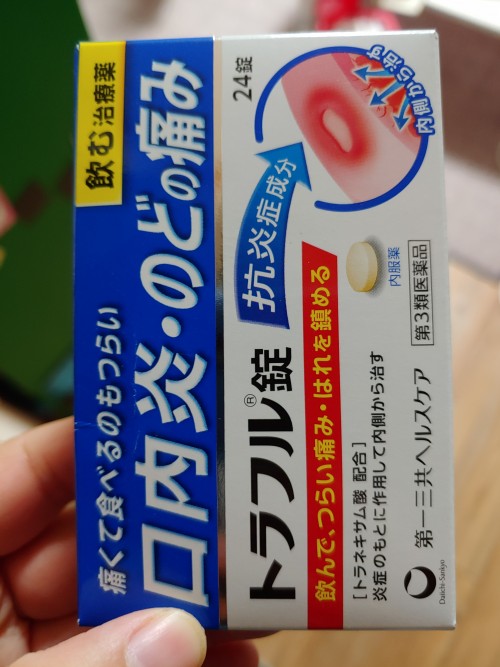 痛くて食べるのもつらい
飲む治療薬
口内炎・のどの痛み
24錠
抗炎症成分
内側から治す
トラフル®錠
内服薬
飲んで、つらい痛み・はれを鎮める
[トラネキサム酸 配合]
炎症のもとに作用して内側から治す
第3類医薬品
第一三共ヘルスケア
Daiichi-Sankyo